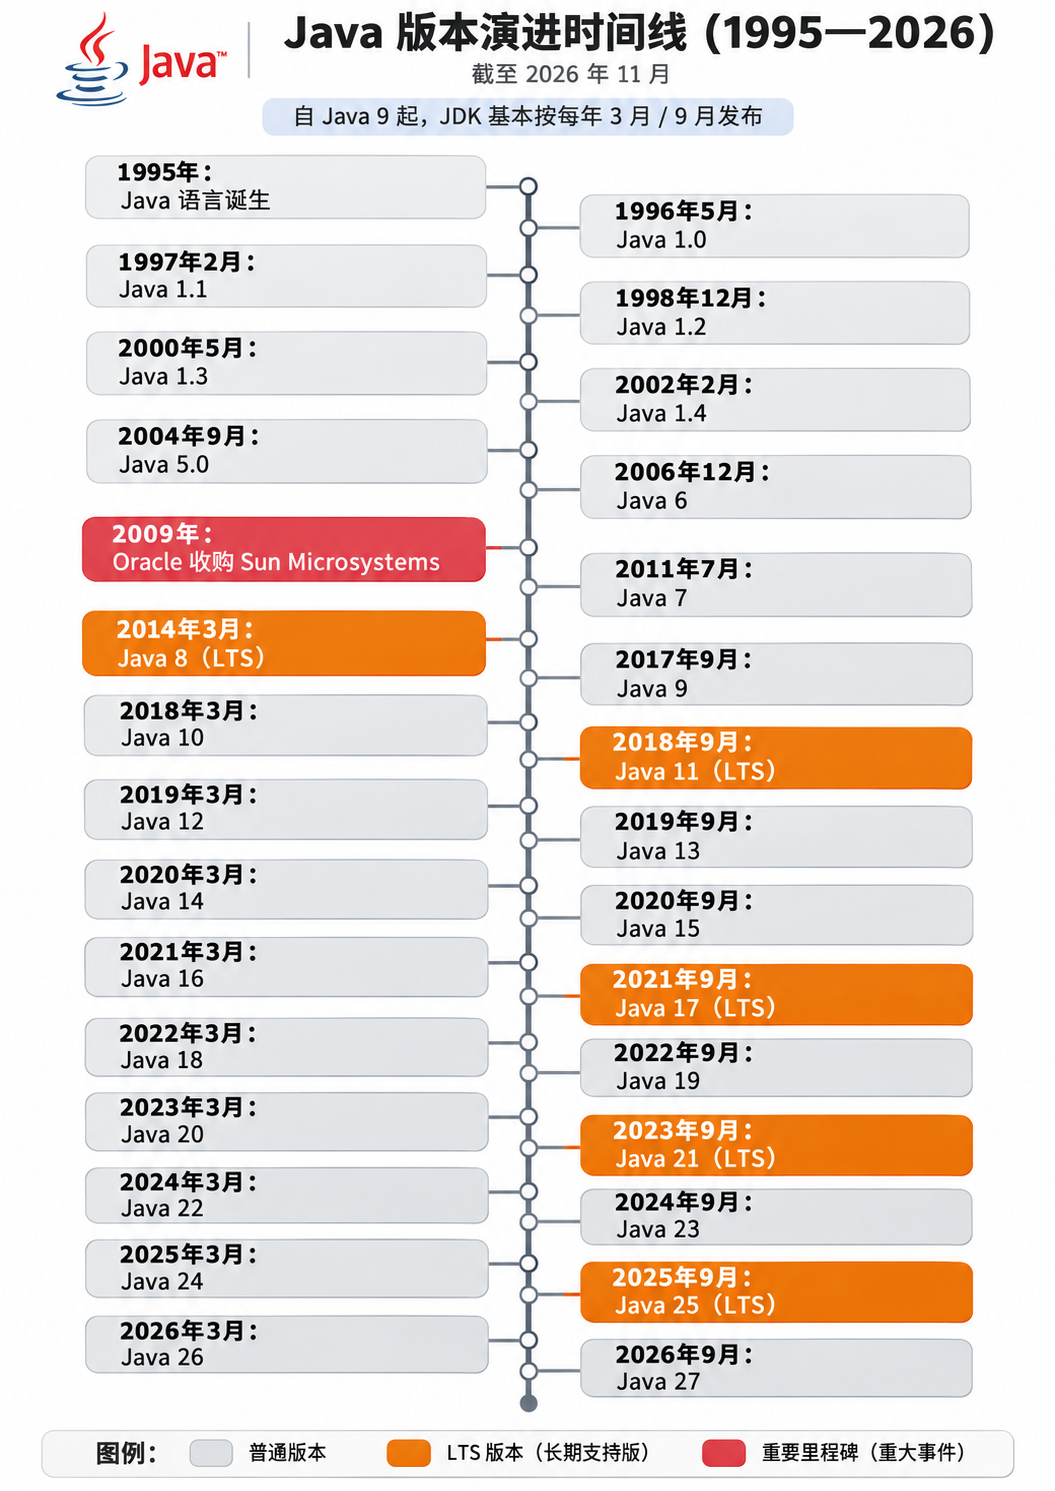 Java™
Java 版本演进时间线 (1995—2026)
截至 2026 年 11 月
自 Java 9 起，JDK 基本按每年 3 月 / 9 月发布
1995年：
Java 语言诞生
1996年5月：
Java 1.0
1997年2月：
Java 1.1
1998年12月：
Java 1.2
2000年5月：
Java 1.3
2002年2月：
Java 1.4
2004年9月：
Java 5.0
2006年12月：
Java 6
2009年：
Oracle 收购 Sun Microsystems
2011年7月：
Java 7
2014年3月：
Java 8（LTS）
2017年9月：
Java 9
2018年3月：
Java 10
2018年9月：
Java 11（LTS）
2019年3月：
Java 12
2019年9月：
Java 13
2020年3月：
Java 14
2020年9月：
Java 15
2021年3月：
Java 16
2021年9月：
Java 17（LTS）
2022年3月：
Java 18
2022年9月：
Java 19
2023年3月：
Java 20
2023年9月：
Java 21（LTS）
2024年3月：
Java 22
2024年9月：
Java 23
2025年3月：
Java 24
2025年9月：
Java 25（LTS）
2026年3月：
Java 26
2026年9月：
Java 27
图例：
普通版本
LTS 版本（长期支持版）
重要里程碑（重大事件）